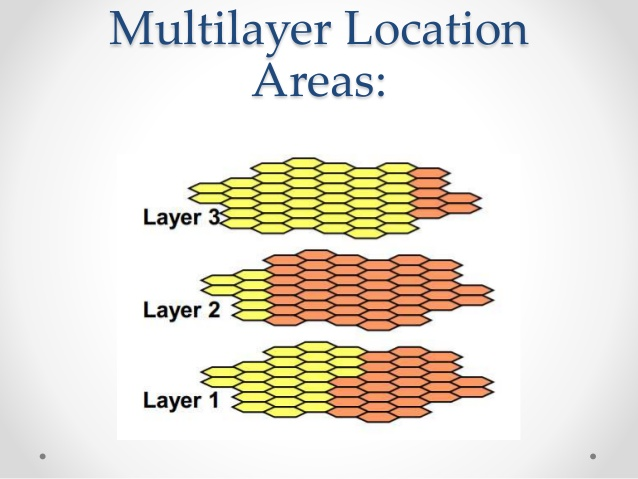 Multilayer Location
Areas:
Layer 3
Layer 2
Layer 1